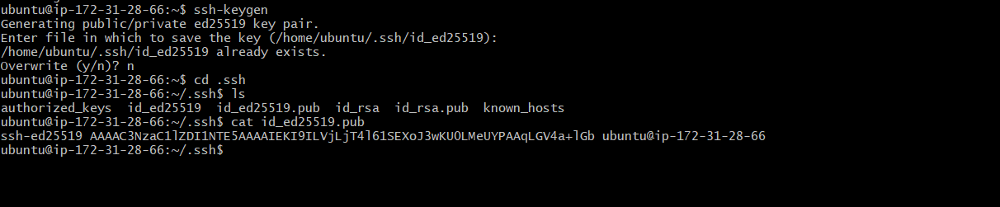 ubuntu@ip-172-31-28-66:~$ ssh-keygen
Generating public/private ed25519 key pair.
Enter file in which to save the key (/home/ubuntu/.ssh/id_ed25519):
/home/ubuntu/.ssh/id_ed25519 already exists.
Overwrite (y/n)? n
ubuntu@ip-172-31-28-66:~$ cd .ssh
ubuntu@ip-172-31-28-66:~/.ssh$ ls
authorized_keys  id_ed25519  id_ed25519.pub  id_rsa  id_rsa.pub  known_hosts
ubuntu@ip-172-31-28-66:~/.ssh$ cat id_ed25519.pub
ssh-ed25519 AAAAC3NzaC1lZDI1NTE5AAAAIEKI9ILVjLjT4l61SEXoJ3wKU0LMeUYPAAqLGV4a+lGb ubuntu@ip-172-31-28-66
ubuntu@ip-172-31-28-66:~/.ssh$